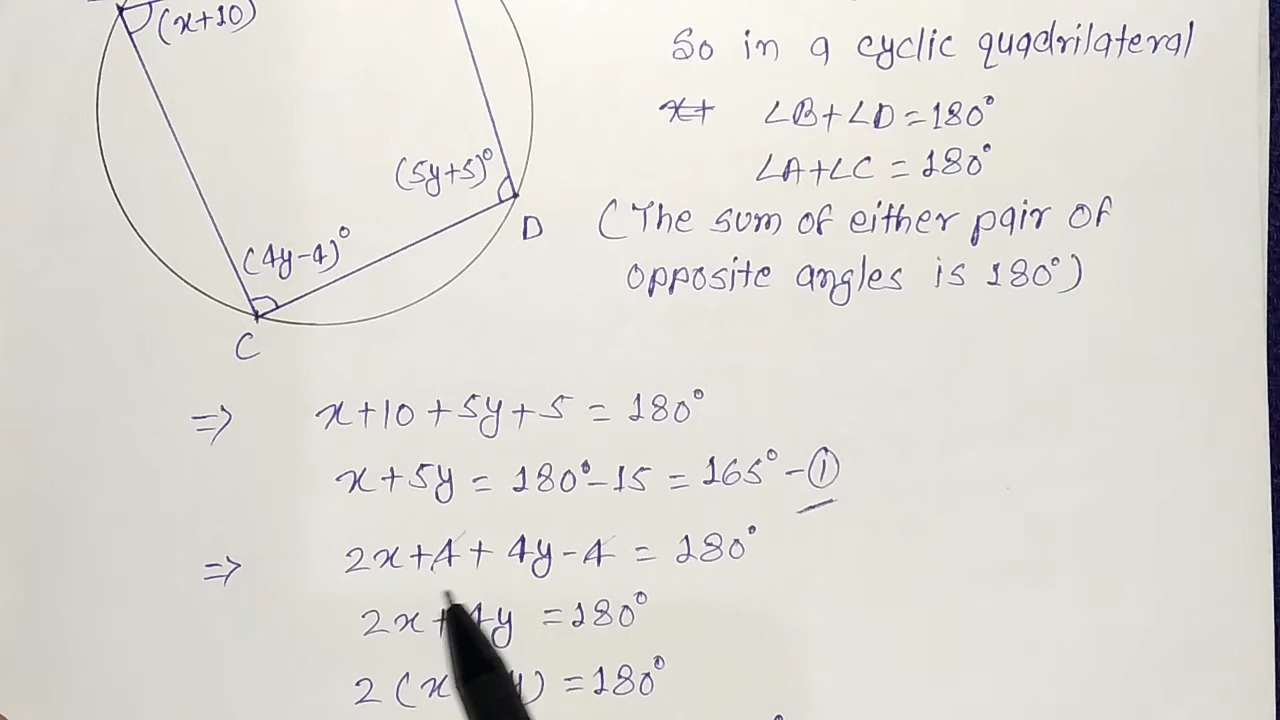 (x+10)
So in a cyclic quadrilateral
x+ ∠B+∠D=180°
∠A+∠C=180°
(5y+5)°
D
(The sum of either pair of
opposite angles is 180°)
(4y-4)°
C
⇒ x+10+5y+5=180°
x+5y=180°-15=165°-①
⇒ 2x+4+4y-4=180°
2x+4y=180°
2(x y)=180°